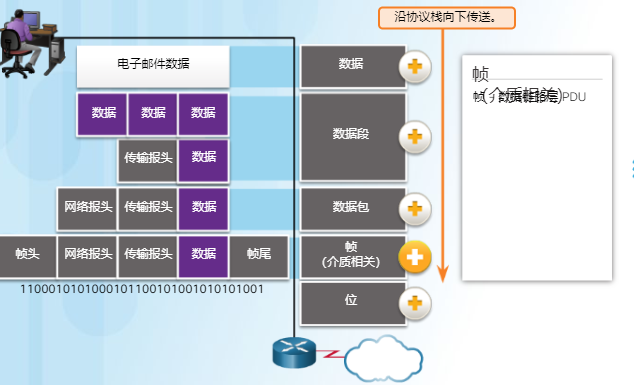 沿协议栈向下传送。
电子邮件数据
数据
数据 数据 数据
数据段
传输报头 数据
网络报头 传输报头 数据
数据包
帧头 网络报头 传输报头 数据 帧尾
帧
(介质相关)
位
1100010101000101100101001010101001
帧
(介质相关)
帧 PDU